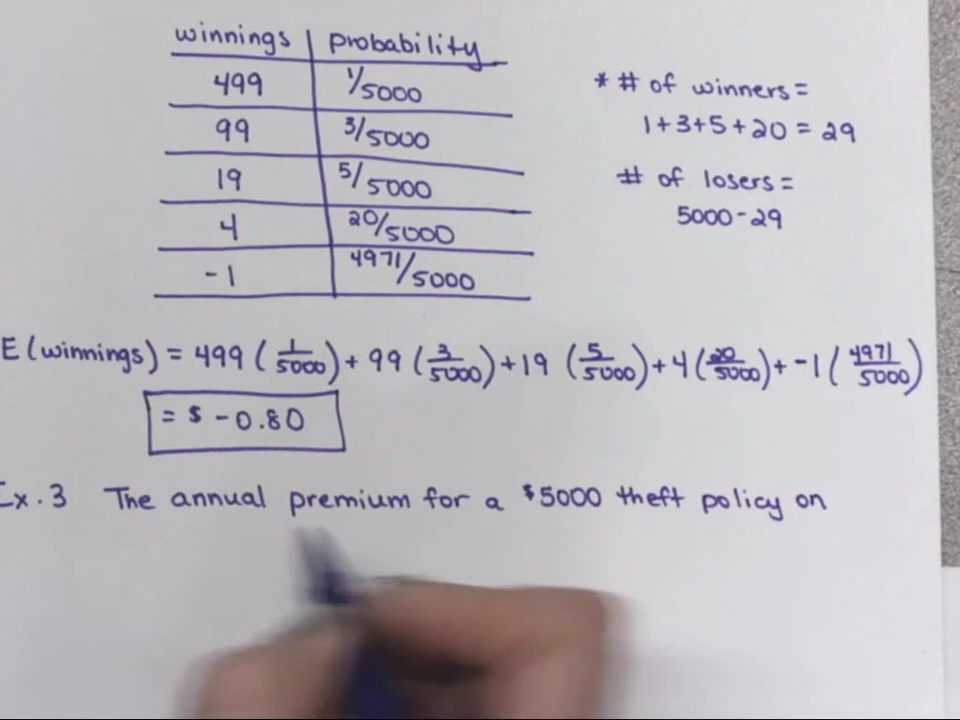 winnings | probability
499 | 1/5000
99 | 3/5000
19 | 5/5000
4 | 20/5000
-1 | 4971/5000
* # of winners =
1+3+5+20 = 29
# of losers =
5000-29
E(winnings) = 499 (1/5000) + 99 (3/5000) + 19 (5/5000) + 4 (20/5000) + -1 (4971/5000)
= $ -0.80
Ex. 3 The annual premium for a $5000 theft policy on